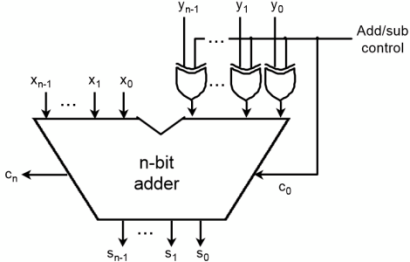 yn-1 y1 y0
... Add/sub
control
xn-1 ... x1 x0 ...
n-bit
adder
cn c0
sn-1 ... s1 s0